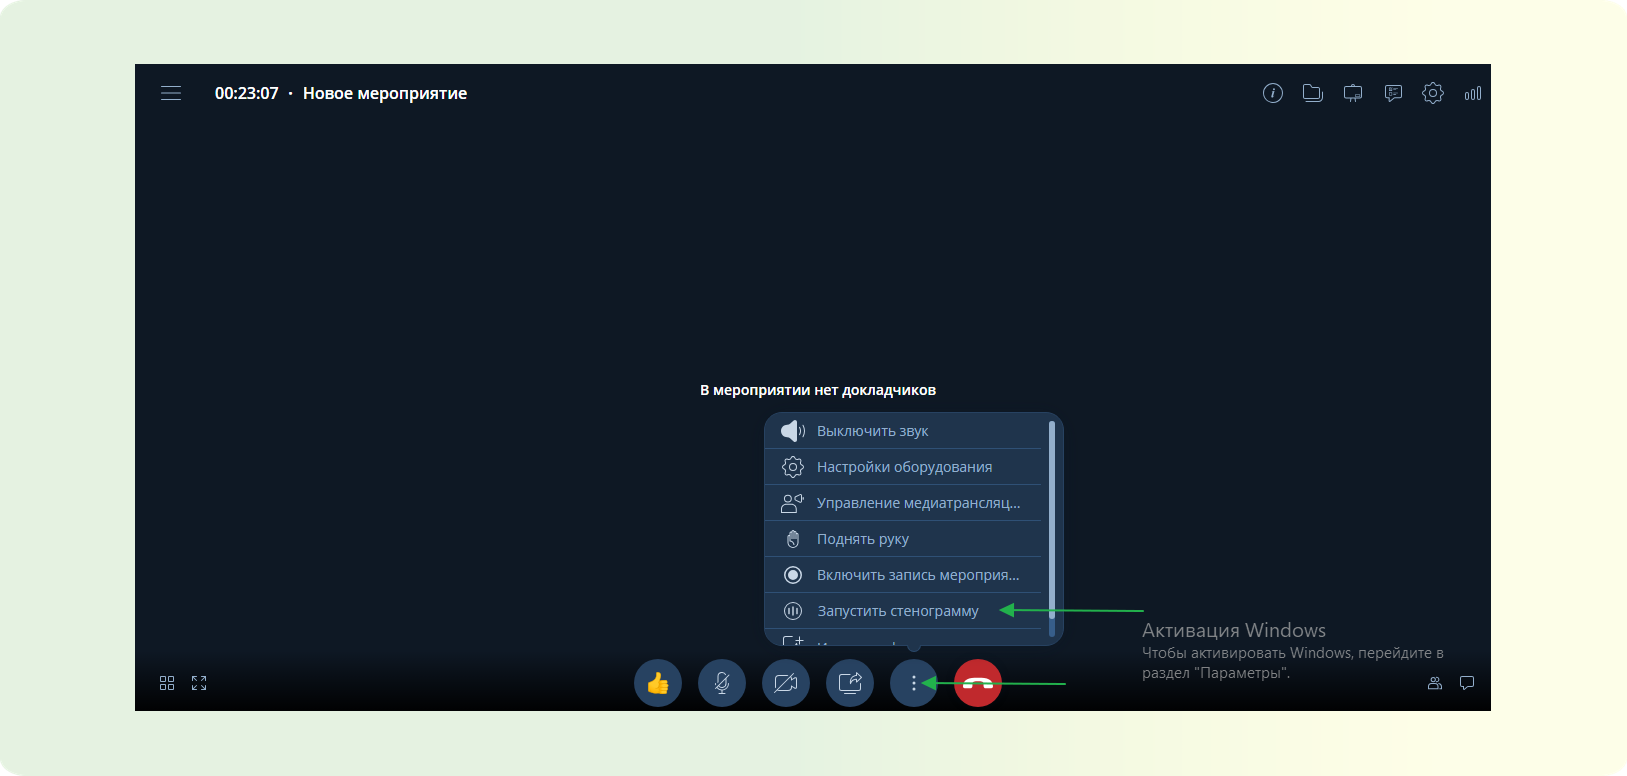 00:23:07 · Новое мероприятие
В мероприятии нет докладчиков
Выключить звук
Настройки оборудования
Управление медиатрансляц...
Поднять руку
Включить запись мероприя...
Запустить стенограмму
Активация Windows
Чтобы активировать Windows, перейдите в
раздел "Параметры".